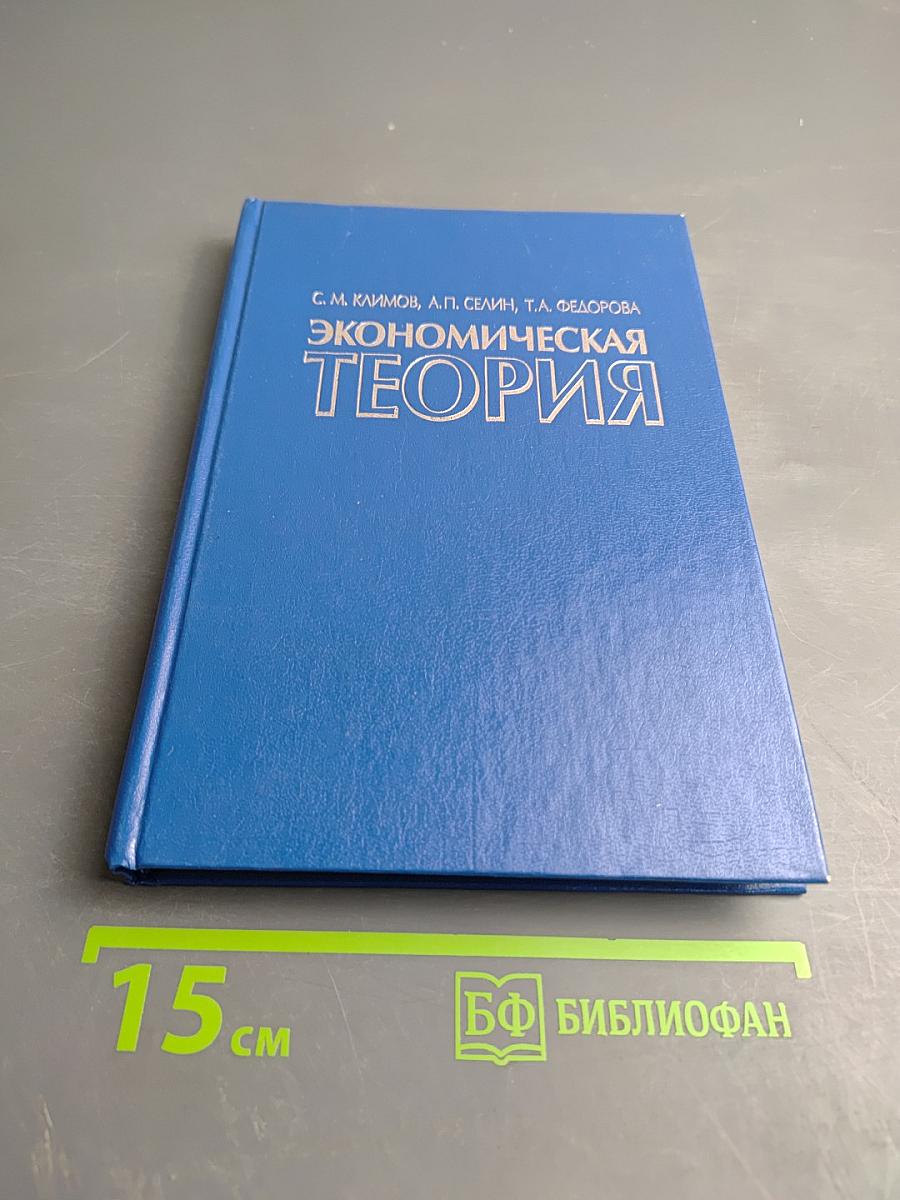 С. М. КЛИМОВ, А.П. СЕЛИН, Т.А. ФЕДОРОВА
ЭКОНОМИЧЕСКАЯ
ТЕОРИЯ
15 см
БФ БИБЛИОФАН